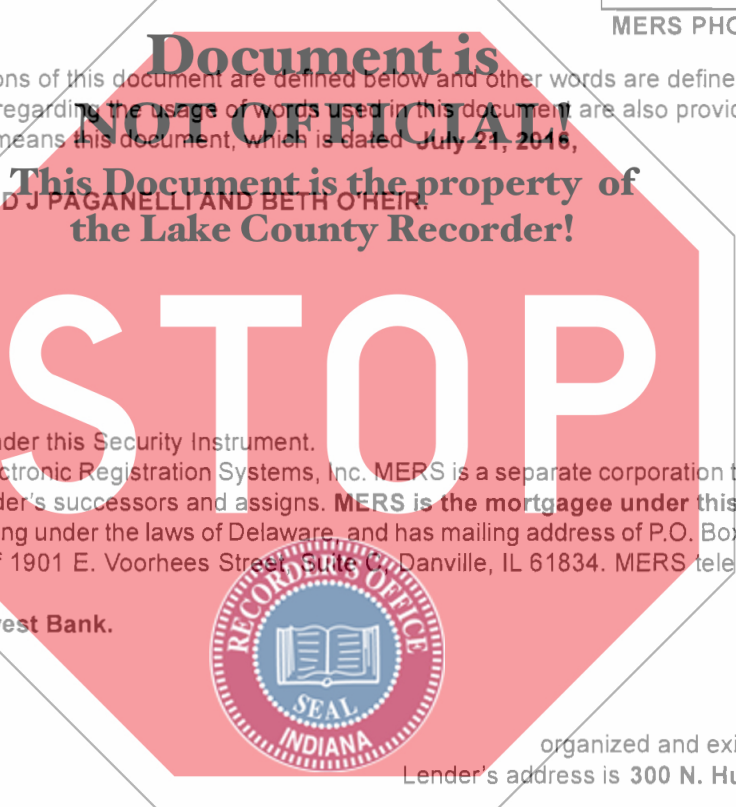 MERS PHO
Document is
ons of this document are defined below and other words are define
regarding the usage of words used in this document are also provid
NOT OFFICIAL!
means this document, which is dated July 21, 2016,
This Document is the property of
D J PAGANELLI AND BETH O'HEIR.
the Lake County Recorder!
STOP
nder this Security Instrument.
ctronic Registration Systems, Inc. MERS is a separate corporation t
der's successors and assigns. MERS is the mortgagee under this
ng under the laws of Delaware, and has mailing address of P.O. Box
f 1901 E. Voorhees Street, Suite C, Danville, IL 61834. MERS tele
RECORDER'S OFFICE
est Bank.
SEAL
INDIANA
organized and exi
Lender's address is 300 N. Hu